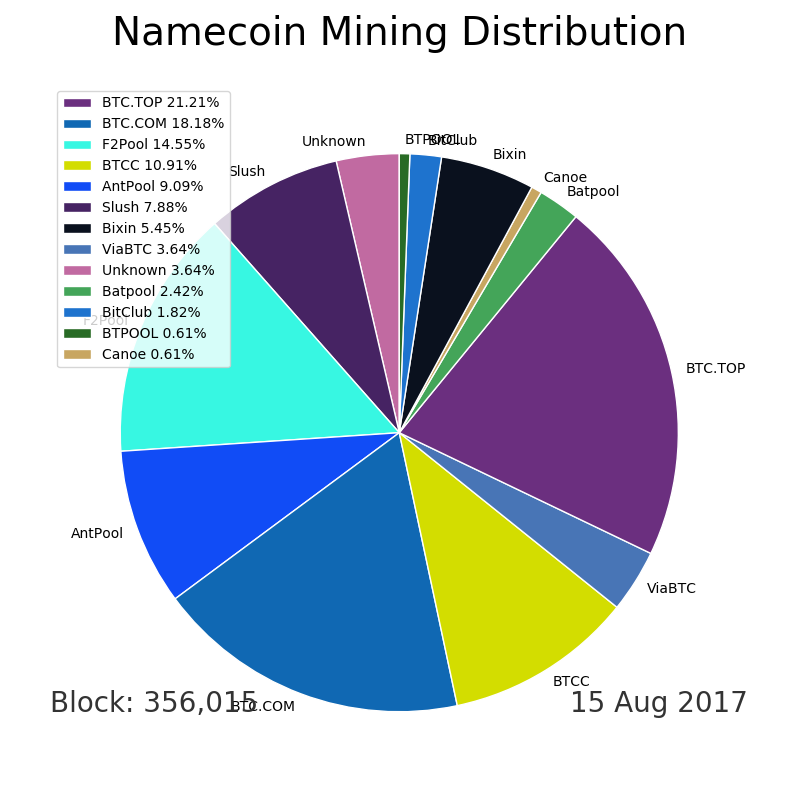 Namecoin Mining Distribution
BTC.TOP 21.21%
BTC.COM 18.18%
F2Pool 14.55%
BTCC 10.91%
AntPool 9.09%
Slush 7.88%
Bixin 5.45%
ViaBTC 3.64%
Unknown 3.64%
Batpool 2.42%
BitClub 1.82%
BTPOOL 0.61%
Canoe 0.61%
BTPOOL
BitClub
Unknown
Bixin
Slush
Canoe
Batpool
F2Pool
BTC.TOP
AntPool
ViaBTC
BTCC
BTC.COM
Block: 356,015
15 Aug 2017